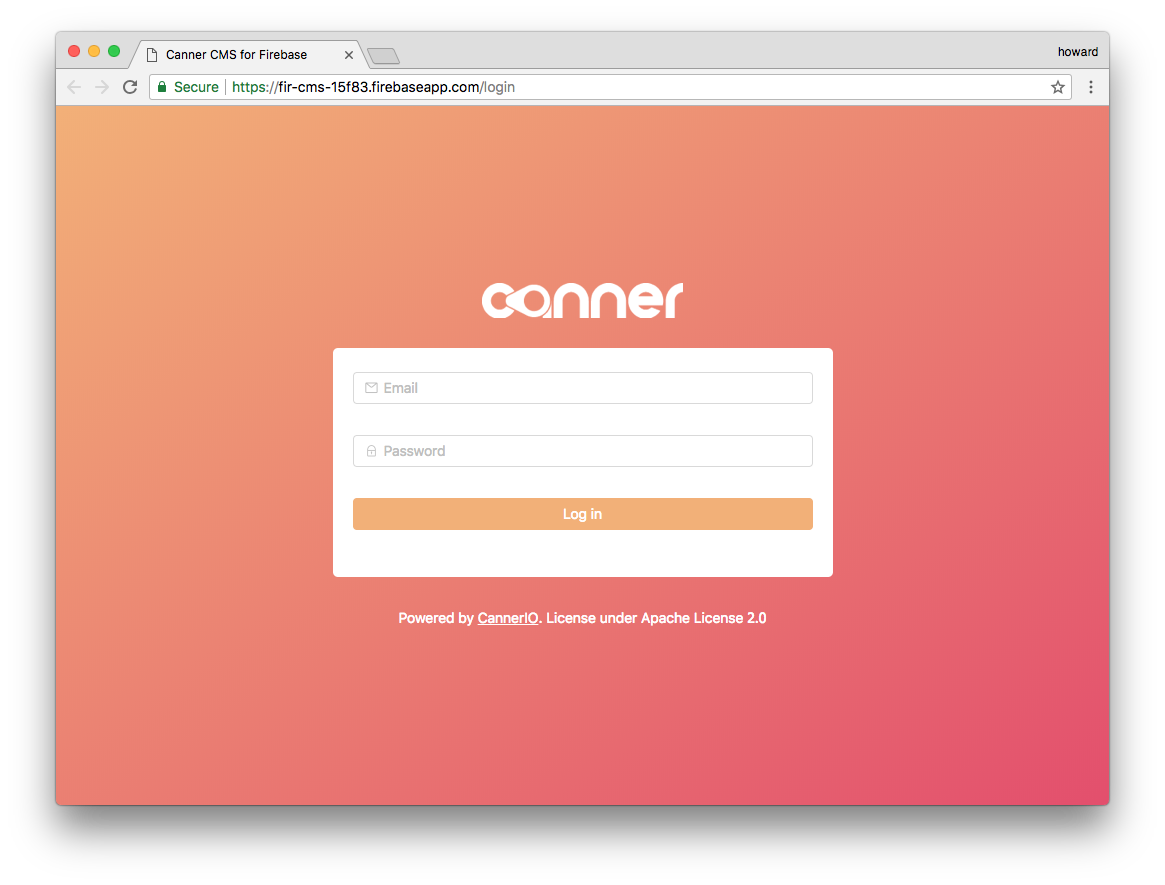 Canner CMS for Firebase
howard
Secure
https://fir-cms-15f83.firebaseapp.com/login
canner
Email
Password
Log in
Powered by CannerIO. License under Apache License 2.0